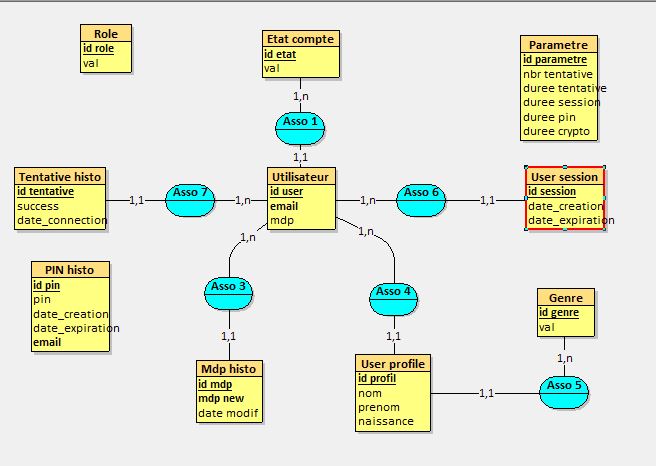 Role
id role
val
Etat compte
id etat
val
Parametre
id parametre
nbr tentative
duree tentative
duree session
duree pin
duree crypto
1,n
Asso 1
1,1
Tentative histo
id tentative
success
date_connection
1,1
Asso 7
1,n
Utilisateur
id user
email
mdp
1,n
Asso 6
1,1
User session
id session
date_creation
date_expiration
1,n
1,n
PIN histo
id pin
pin
date_creation
date_expiration
email
Asso 3
Asso 4
Genre
id genre
val
1,1
1,1
1,n
Mdp histo
id mdp
mdp new
date modif
User profile
id profil
nom
prenom
naissance
1,1
Asso 5